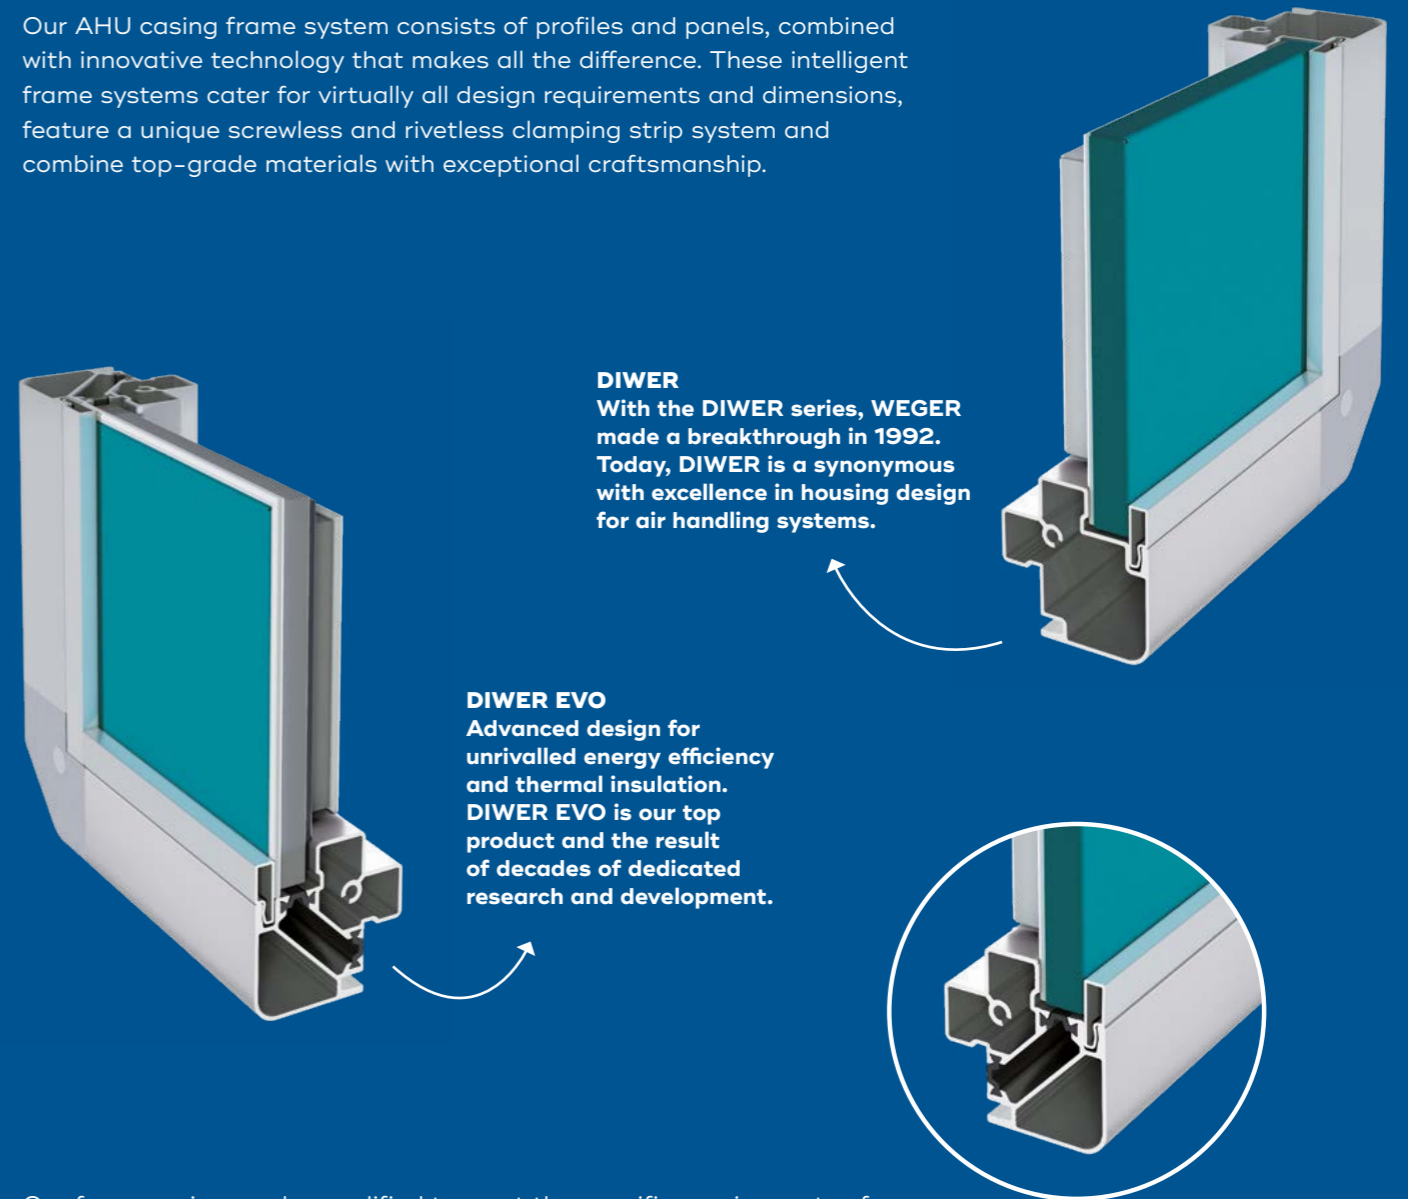 Our AHU casing frame system consists of profiles and panels, combined
with innovative technology that makes all the difference. These intelligent
frame systems cater for virtually all design requirements and dimensions,
feature a unique screwless and rivetless clamping strip system and
combine top-grade materials with exceptional craftsmanship.
DIWER
With the DIWER series, WEGER
made a breakthrough in 1992.
Today, DIWER is a synonymous
with excellence in housing design
for air handling systems.
DIWER EVO
Advanced design for
unrivalled energy efficiency
and thermal insulation.
DIWER EVO is our top
product and the result
of decades of dedicated
research and development.